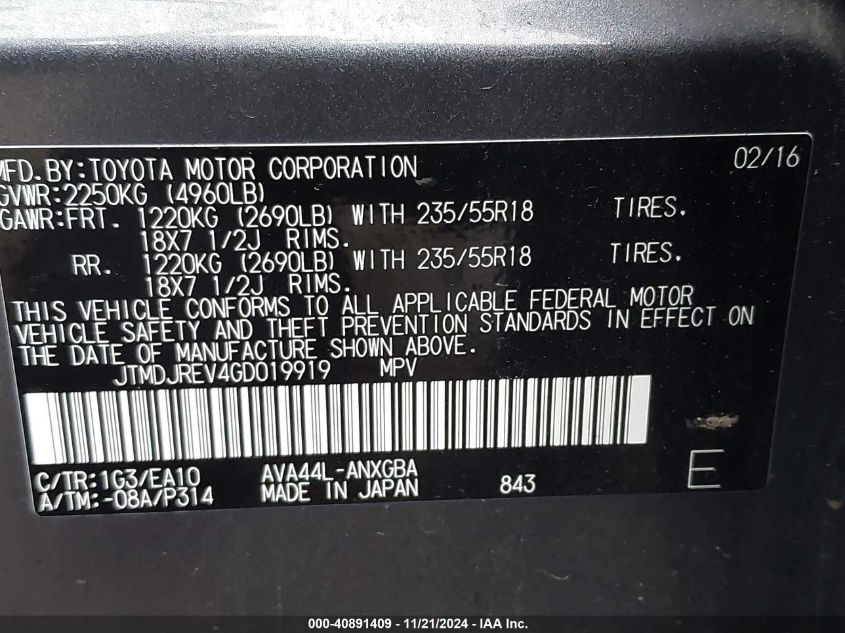 MFD.BY:TOYOTA MOTOR CORPORATION 02/16
GVWR:2250KG (4960LB)
GAWR:FRT. 1220KG (2690LB) WITH 235/55R18 TIRES.
18X7 1/2J RIMS.
RR. 1220KG (2690LB) WITH 235/55R18 TIRES.
18X7 1/2J RIMS.
THIS VEHICLE CONFORMS TO ALL APPLICABLE FEDERAL MOTOR
VEHICLE SAFETY AND THEFT PREVENTION STANDARDS IN EFFECT ON
THE DATE OF MANUFACTURE SHOWN ABOVE.
JTMDJREV4GD019919 MPV
C/TR:1G3/EA10 AVA44L-ANXGBA
A/TM:-08A/P314 MADE IN JAPAN 843 E
000-40891409 - 11/21/2024 - IAA Inc.